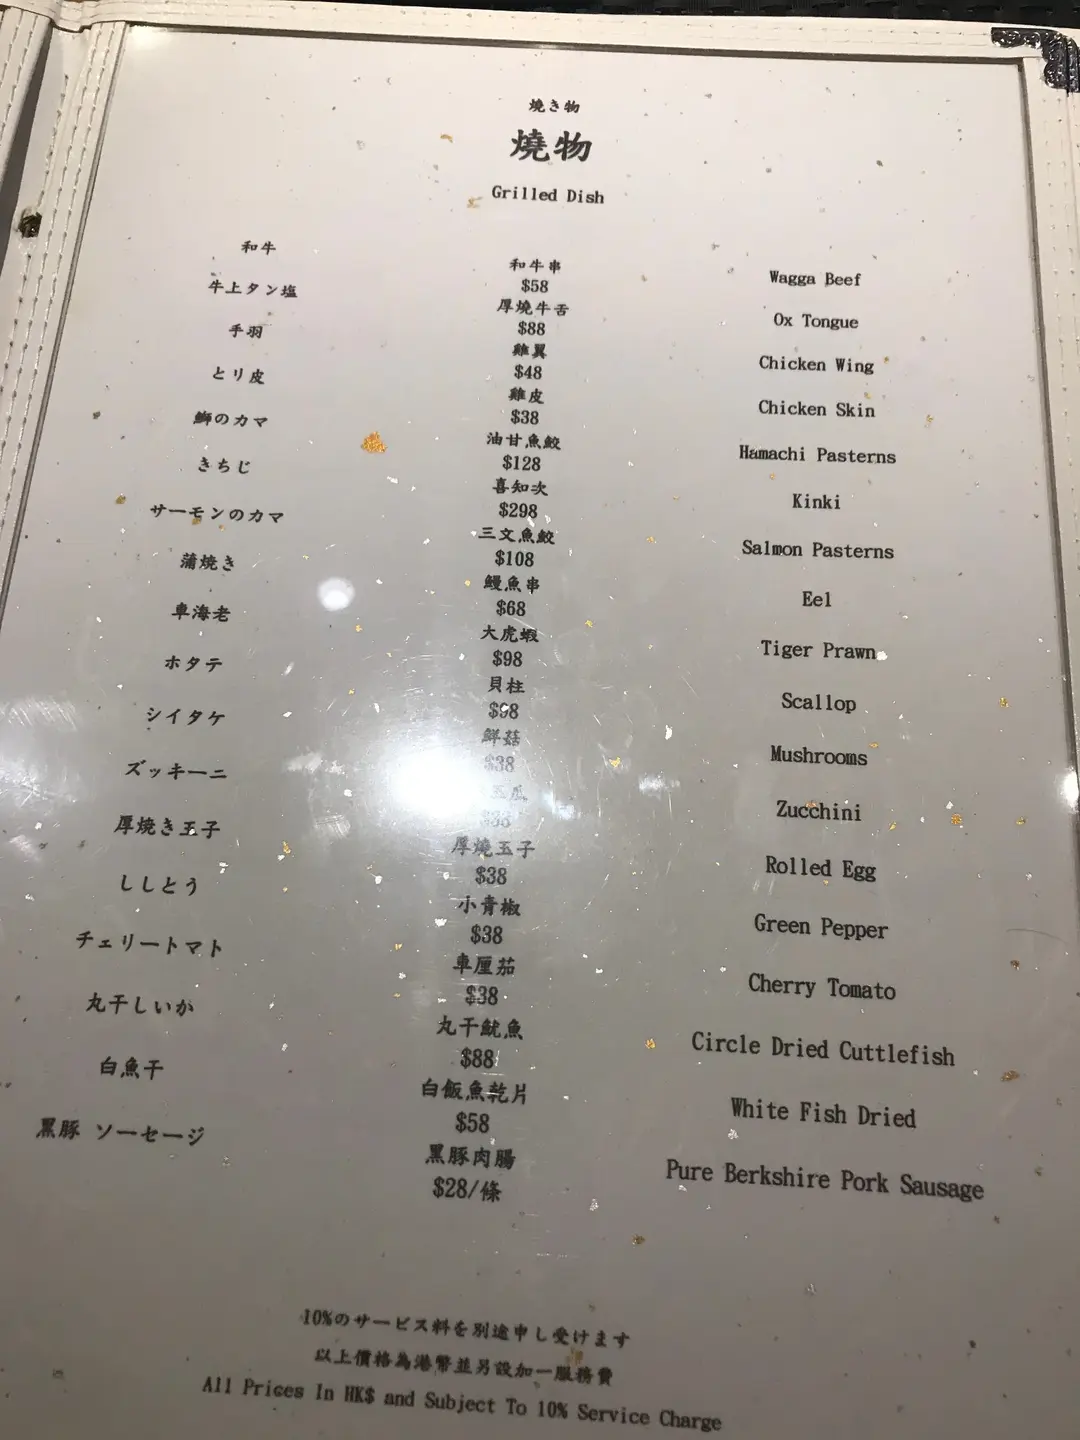 燒き物
燒物
Grilled Dish
和牛 和牛串 Wagga Beef
$58
牛上タン塩 厚燒牛舌 Ox Tongue
$88
手羽 雞翼 Chicken Wing
$48
とり皮 雞皮 Chicken Skin
$38
鰤のカマ 油甘魚鮫 Hamachi Pasterns
$128
きちじ 喜知次 Kinki
$298
サーモンのカマ 三文魚鮫 Salmon Pasterns
$108
蒲焼き 鰻魚串 Eel
$68
車海老 大虎蝦 Tiger Prawn
$98
ホタテ 貝柱 Scallop
$98
シイタケ 鮮菇 Mushrooms
$38
ズッキーニ 瓜 Zucchini
$38
厚焼き玉子 厚燒玉子 Rolled Egg
$38
ししとう 小青椒 Green Pepper
$38
チェリートマト 車厘茄 Cherry Tomato
$38
丸干しいか 丸干魷魚 Circle Dried Cuttlefish
$88
白魚干 白飯魚乾片 White Fish Dried
$58
黒豚 ソーセージ 黑豚肉腸 Pure Berkshire Pork Sausage
$28/條
10%のサービス料を別途申し受けます
以上價格為港幣並另設加一服務費
All Prices In HK$ and Subject To 10% Service Charge